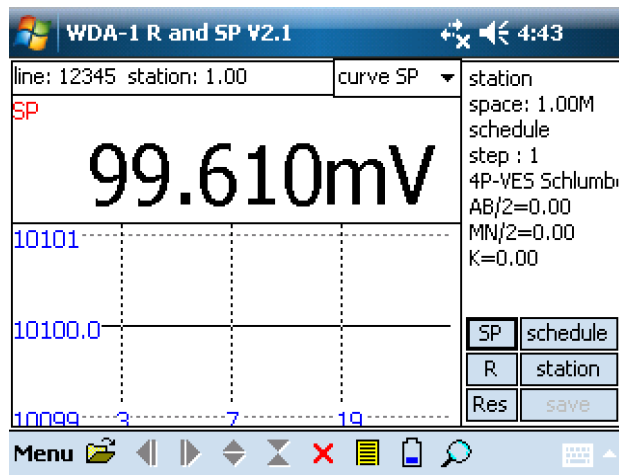 WDA-1 R and SP V2.1 4:43
line: 12345 station: 1.00 curve SP
SP
99.610mV
10101
10100.0
10099 3 7 19
station
space: 1.00M
schedule
step : 1
4P-VES Schlumb
AB/2=0.00
MN/2=0.00
K=0.00
SP schedule
R station
Res save
Menu